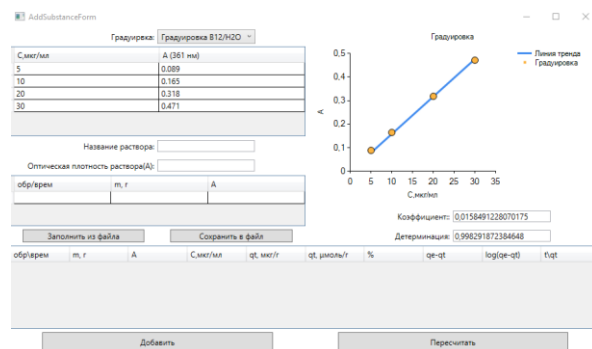 AddSubstanceForm
Градуирвка: Градуировка B12/H2O
С,мкг/мл A (361 нм)
5 0.089
10 0.165
20 0.318
30 0.471
Название раствора:
Оптическая плотность раствора(А):
обр/врем m, г A
Заполнить из файла Сохранить в файл
Градуировка
Линия тренда
Градуировка
0,5
0,4
0,3
0,2
0,1
0
A
0 5 10 15 20 25 30 35
С,мкг/мл
Коэффициент: 0,0158491228070175
Детерминация: 0,998291872384648
обр\врем m, г A С,мкг/мл qt, мкг/г qt, µмоль/г % qe-qt log(qe-qt) t\qt
Добавить Пересчитать